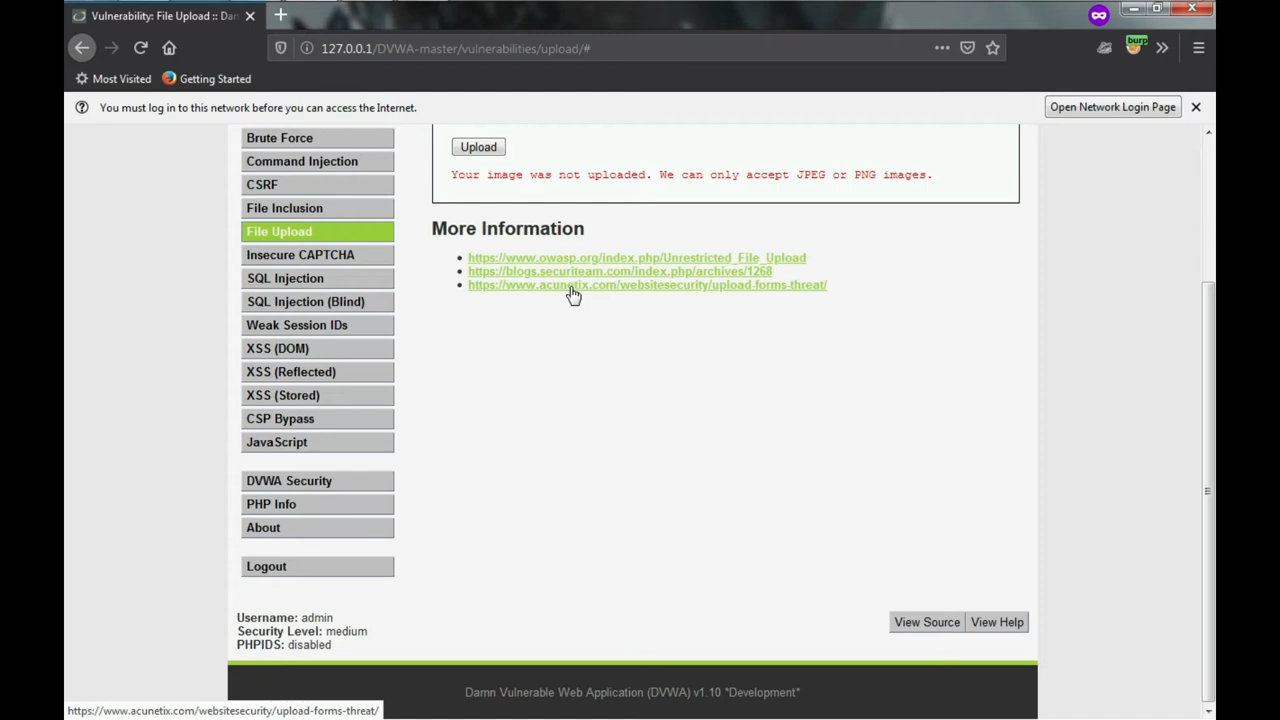 Vulnerability: File Upload :: Dan
127.0.0.1/DVWA-master/vulnerabilities/upload/#
burp
Most Visited
Getting Started
You must log in to this network before you can access the Internet.
Open Network Login Page
Brute Force
Command Injection
CSRF
File Inclusion
File Upload
Insecure CAPTCHA
SQL Injection
SQL Injection (Blind)
Weak Session IDs
XSS (DOM)
XSS (Reflected)
XSS (Stored)
CSP Bypass
JavaScript
DVWA Security
PHP Info
About
Logout
Upload
Your image was not uploaded. We can only accept JPEG or PNG images.
More Information
https://www.owasp.org/index.php/Unrestricted_File_Upload
https://blogs.securiteam.com/index.php/archives/1268
https://www.acunetix.com/websitesecurity/upload-forms-threat/
Username: admin
Security Level: medium
PHPIDS: disabled
View Source
View Help
Damn Vulnerable Web Application (DVWA) v1.10 *Development*
https://www.acunetix.com/websitesecurity/upload-forms-threat/